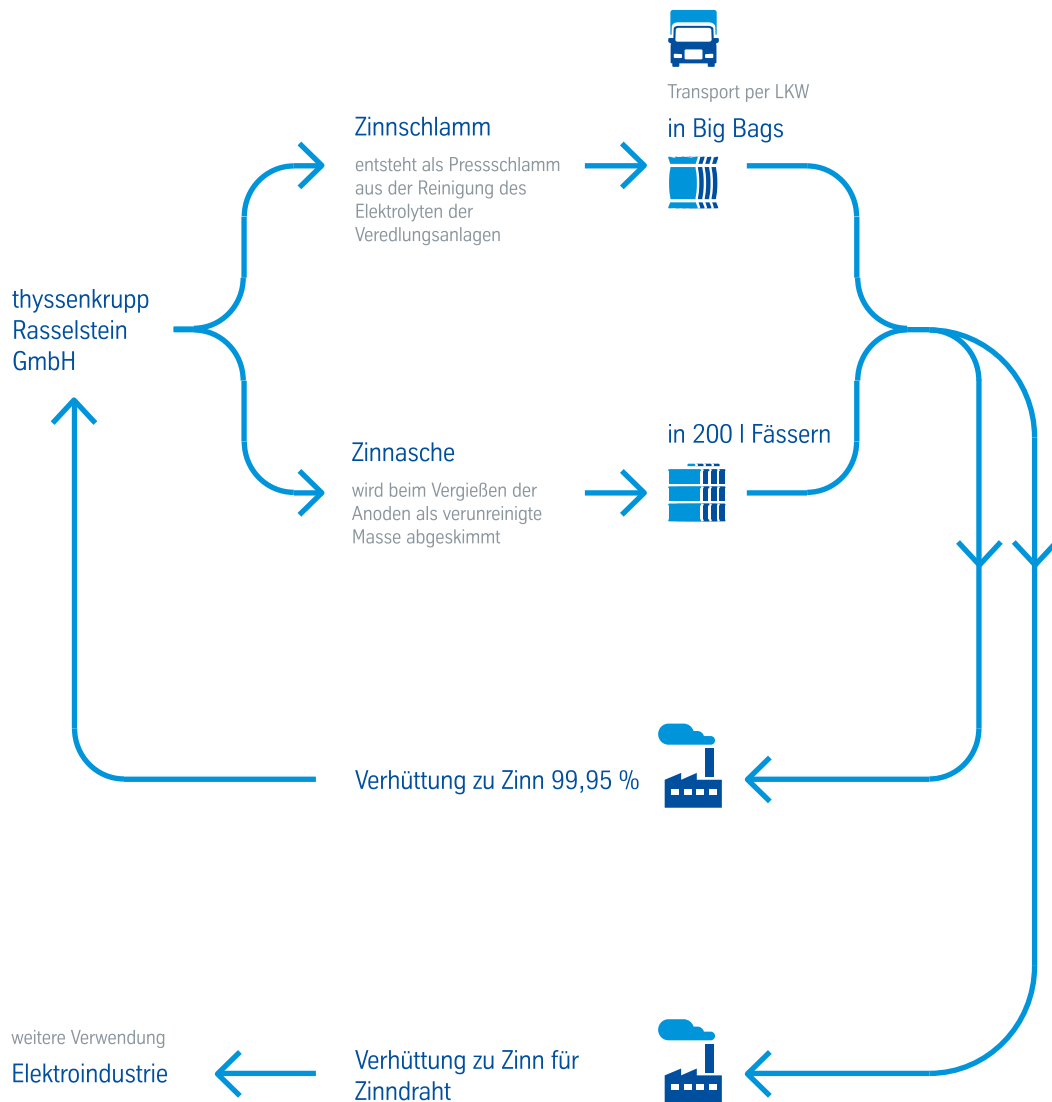 Transport per LKW
Zinnschlamm
in Big Bags
entsteht als Pressschlamm
aus der Reinigung des
Elektrolyten der
Veredlungsanlagen
thyssenkrupp
Rasselstein
GmbH
Zinnasche
in 200 l Fässern
wird beim Vergießen der
Anoden als verunreinigte
Masse abgeskimmt
Verhüttung zu Zinn 99,95 %
weitere Verwendung
Elektroindustrie
Verhüttung zu Zinn für
Zinndraht